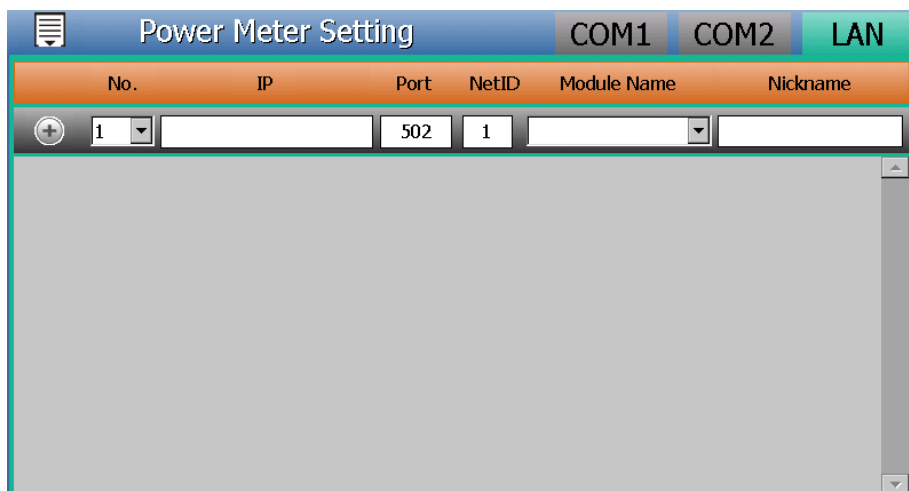 Power Meter Setting COM1 COM2 LAN
No. IP Port NetID Module Name Nickname
1 502 1